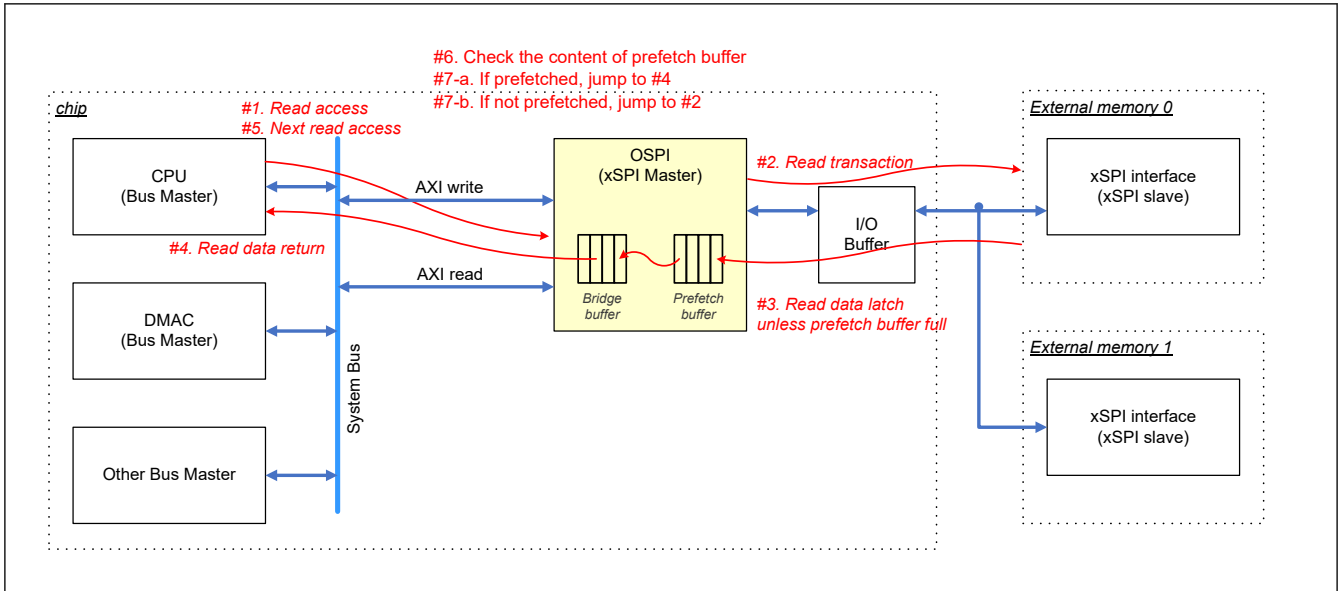 #6. Check the content of prefetch buffer
#7-a. If prefetched, jump to #4
#7-b. If not prefetched, jump to #2
chip
#1. Read access
#5. Next read access
CPU
(Bus Master)
AXI write
#4. Read data return
AXI read
DMAC
(Bus Master)
Other Bus Master
System Bus
OSPI
(xSPI Master)
Bridge
buffer
Prefetch
buffer
#2. Read transaction
I/O
Buffer
#3. Read data latch
unless prefetch buffer full
External memory 0
xSPI interface
(xSPI slave)
External memory 1
xSPI interface
(xSPI slave)